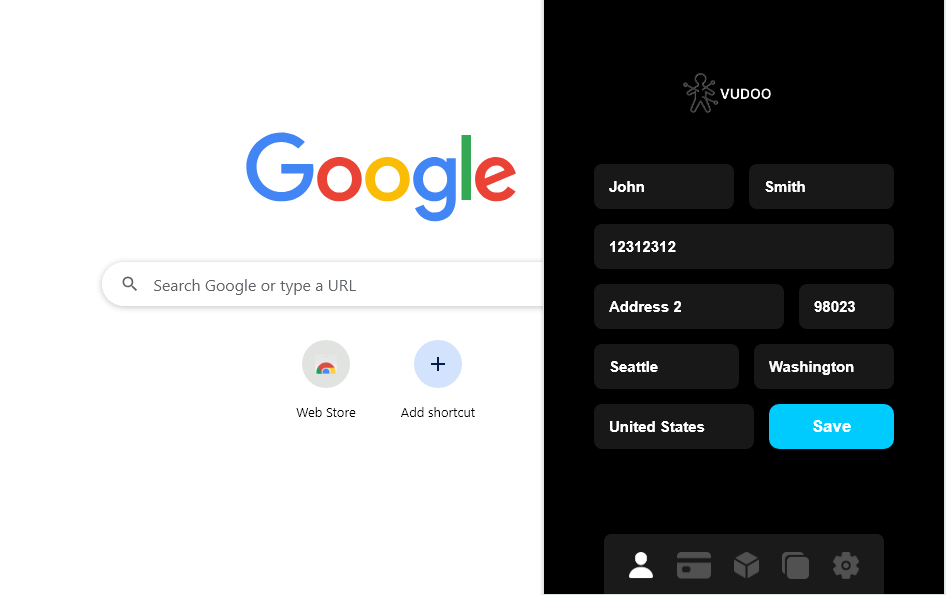 Google
Search Google or type a URL
Web Store
Add shortcut
VUDOO
John
Smith
12312312
Address 2
98023
Seattle
Washington
United States
Save